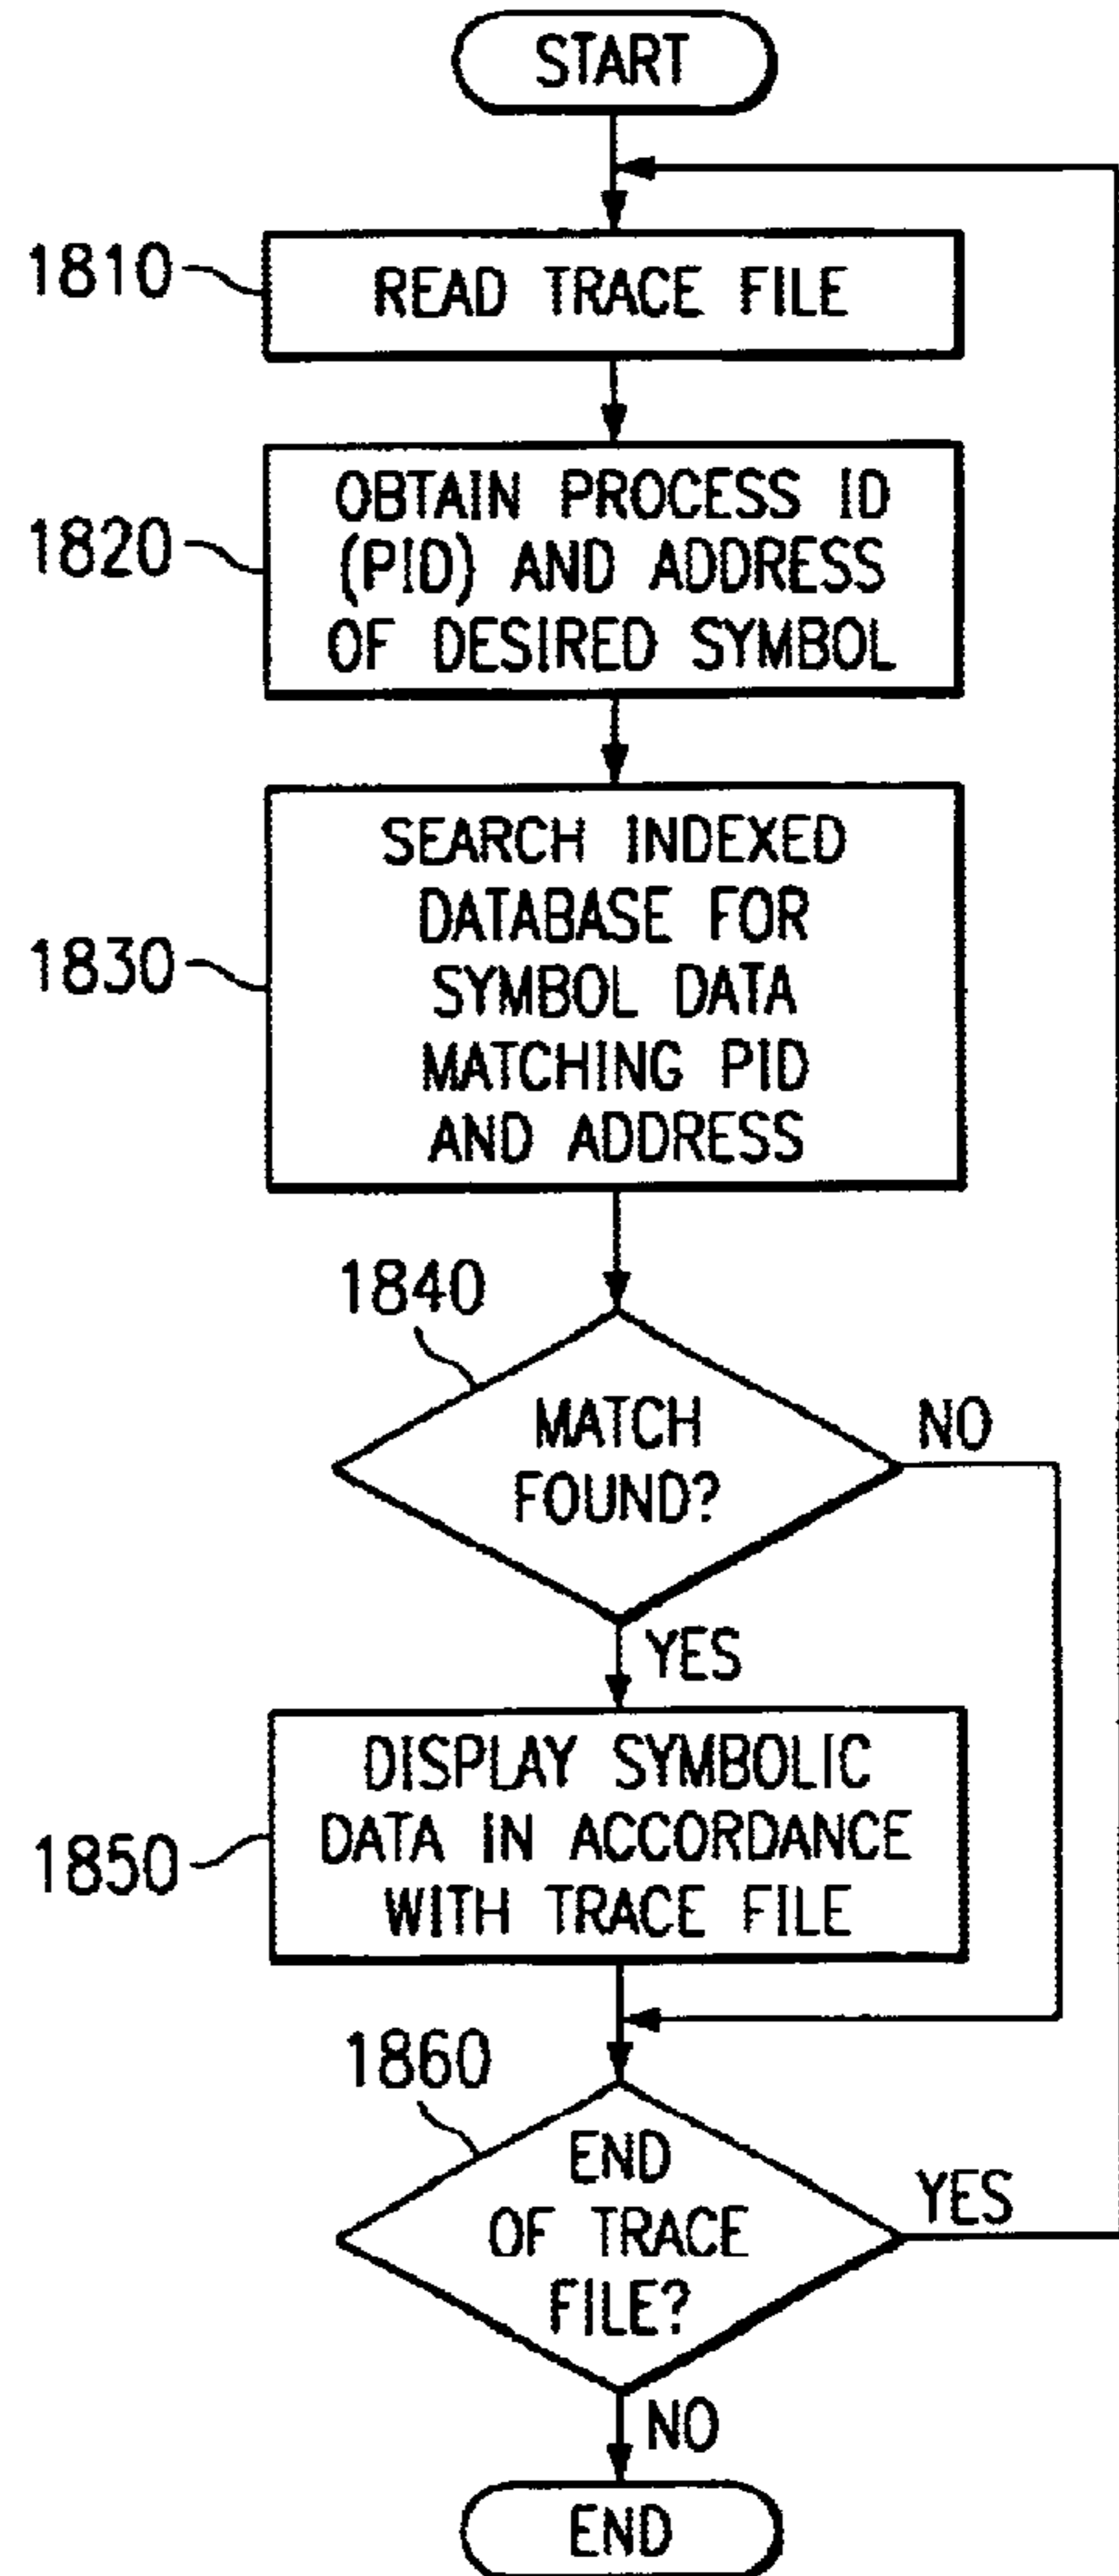 START
1810
READ TRACE FILE
1820
OBTAIN PROCESS ID
(PID) AND ADDRESS
OF DESIRED SYMBOL
1830
SEARCH INDEXED
DATABASE FOR
SYMBOL DATA
MATCHING PID
AND ADDRESS
1840
MATCH
FOUND?
NO
YES
1850
DISPLAY SYMBOLIC
DATA IN ACCORDANCE
WITH TRACE FILE
1860
END
OF TRACE
FILE?
YES
NO
END